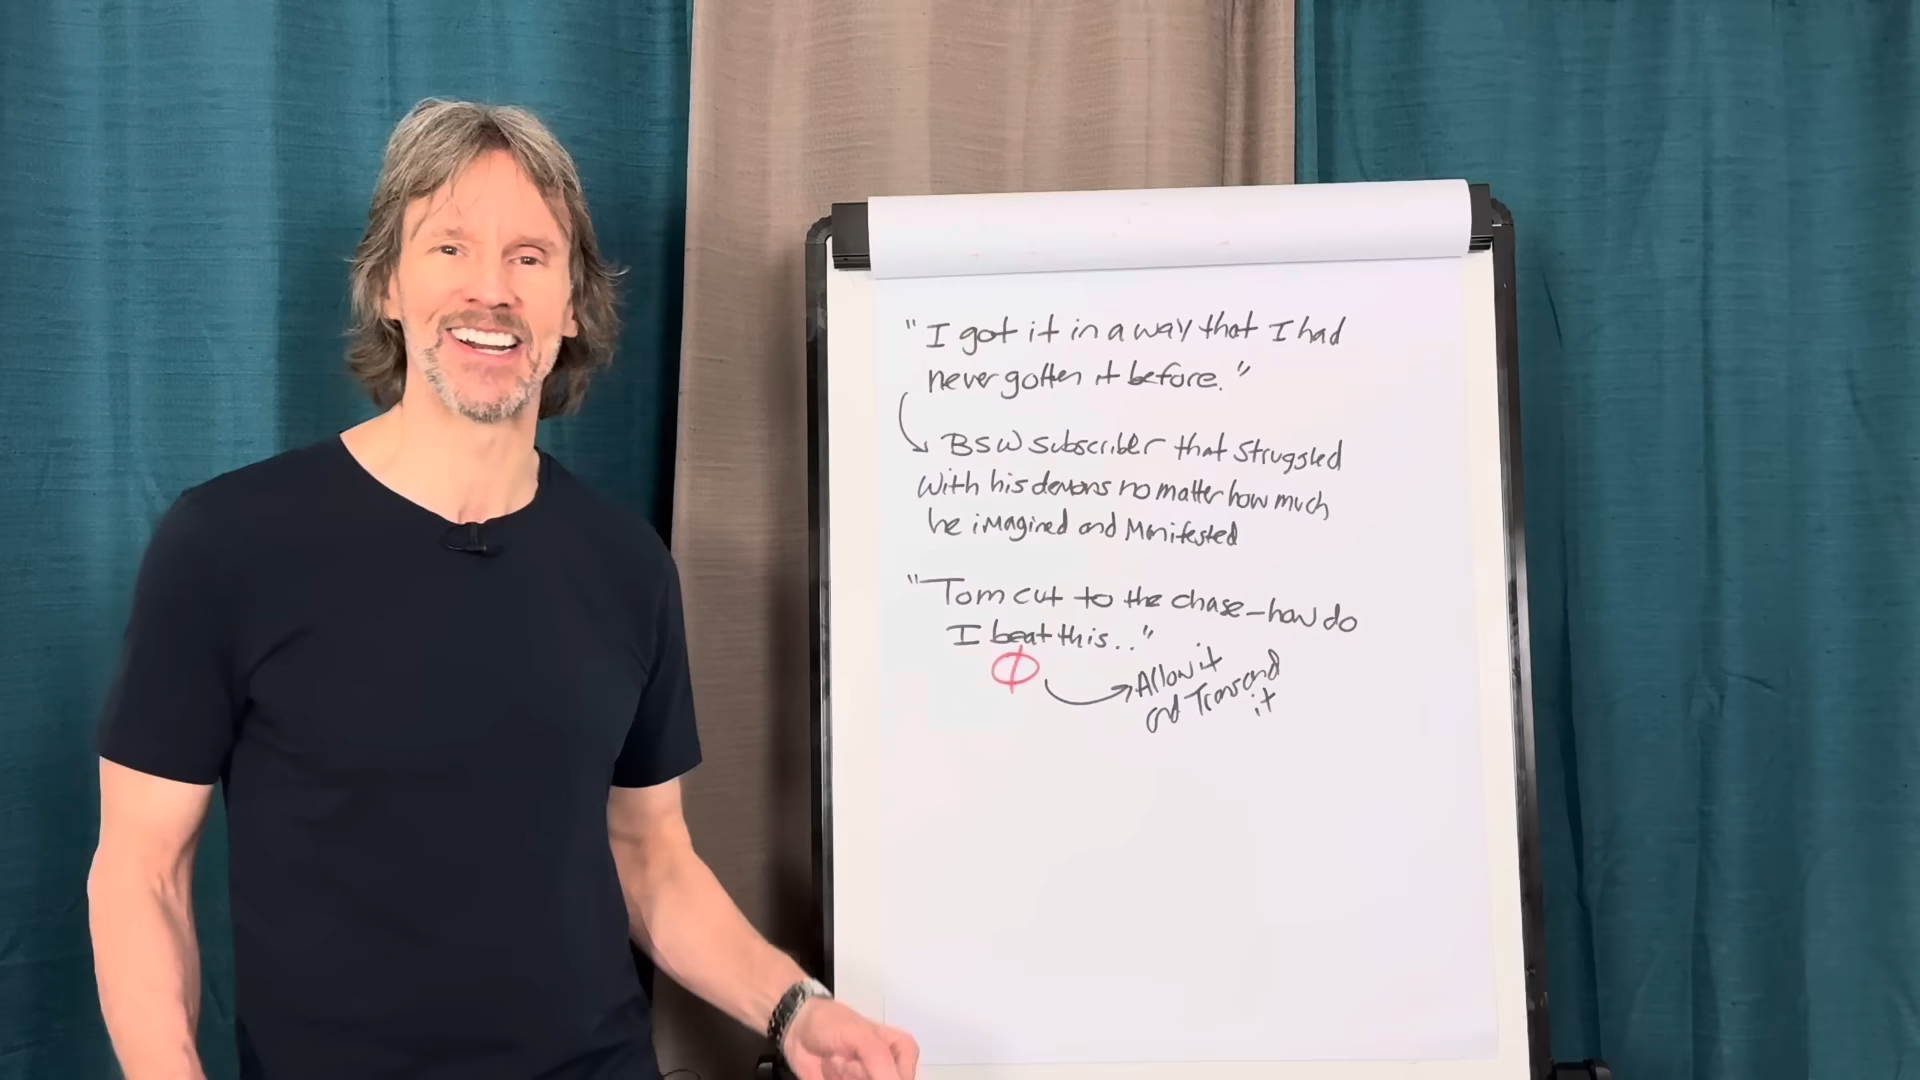 "I got it in a way that I had
never gotten it before."
BSW subscriber that struggled
with his demons no matter how much
he imagined and manifested
"Tom cut to the chase - how do
I beat this.."
Allow it
and Transcend
it